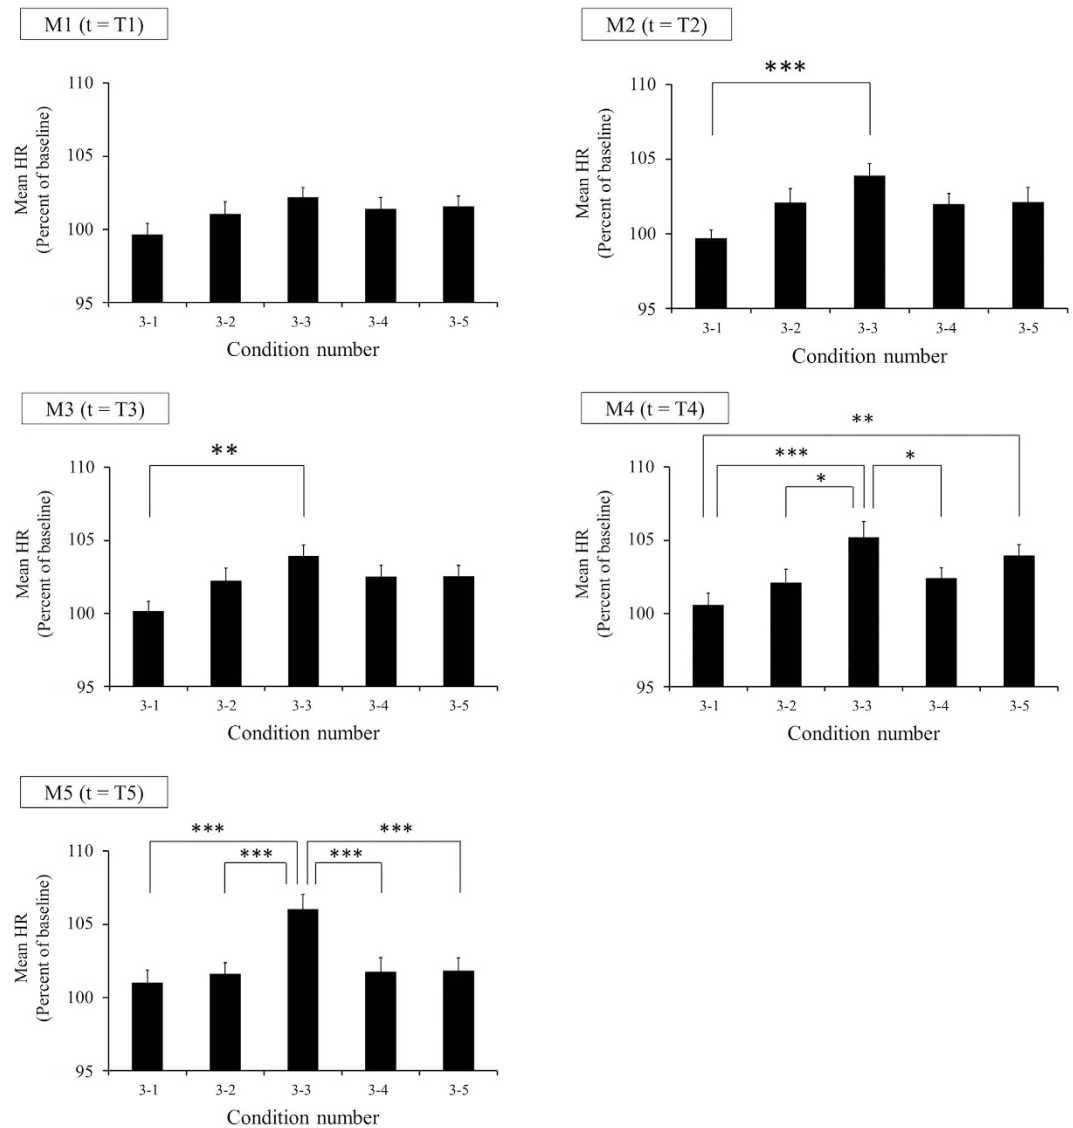 M1 (t = T1)
Mean HR
(Percent of baseline)
110
105
100
95
3-1 3-2 3-3 3-4 3-5
Condition number
M2 (t = T2)
***
Mean HR
(Percent of baseline)
110
105
100
95
3-1 3-2 3-3 3-4 3-5
Condition number
M3 (t = T3)
**
Mean HR
(Percent of baseline)
110
105
100
95
3-1 3-2 3-3 3-4 3-5
Condition number
M4 (t = T4)
**
*** *
*
Mean HR
(Percent of baseline)
110
105
100
95
3-1 3-2 3-3 3-4 3-5
Condition number
M5 (t = T5)
*** ***
*** ***
Mean HR
(Percent of baseline)
110
105
100
95
3-1 3-2 3-3 3-4 3-5
Condition number